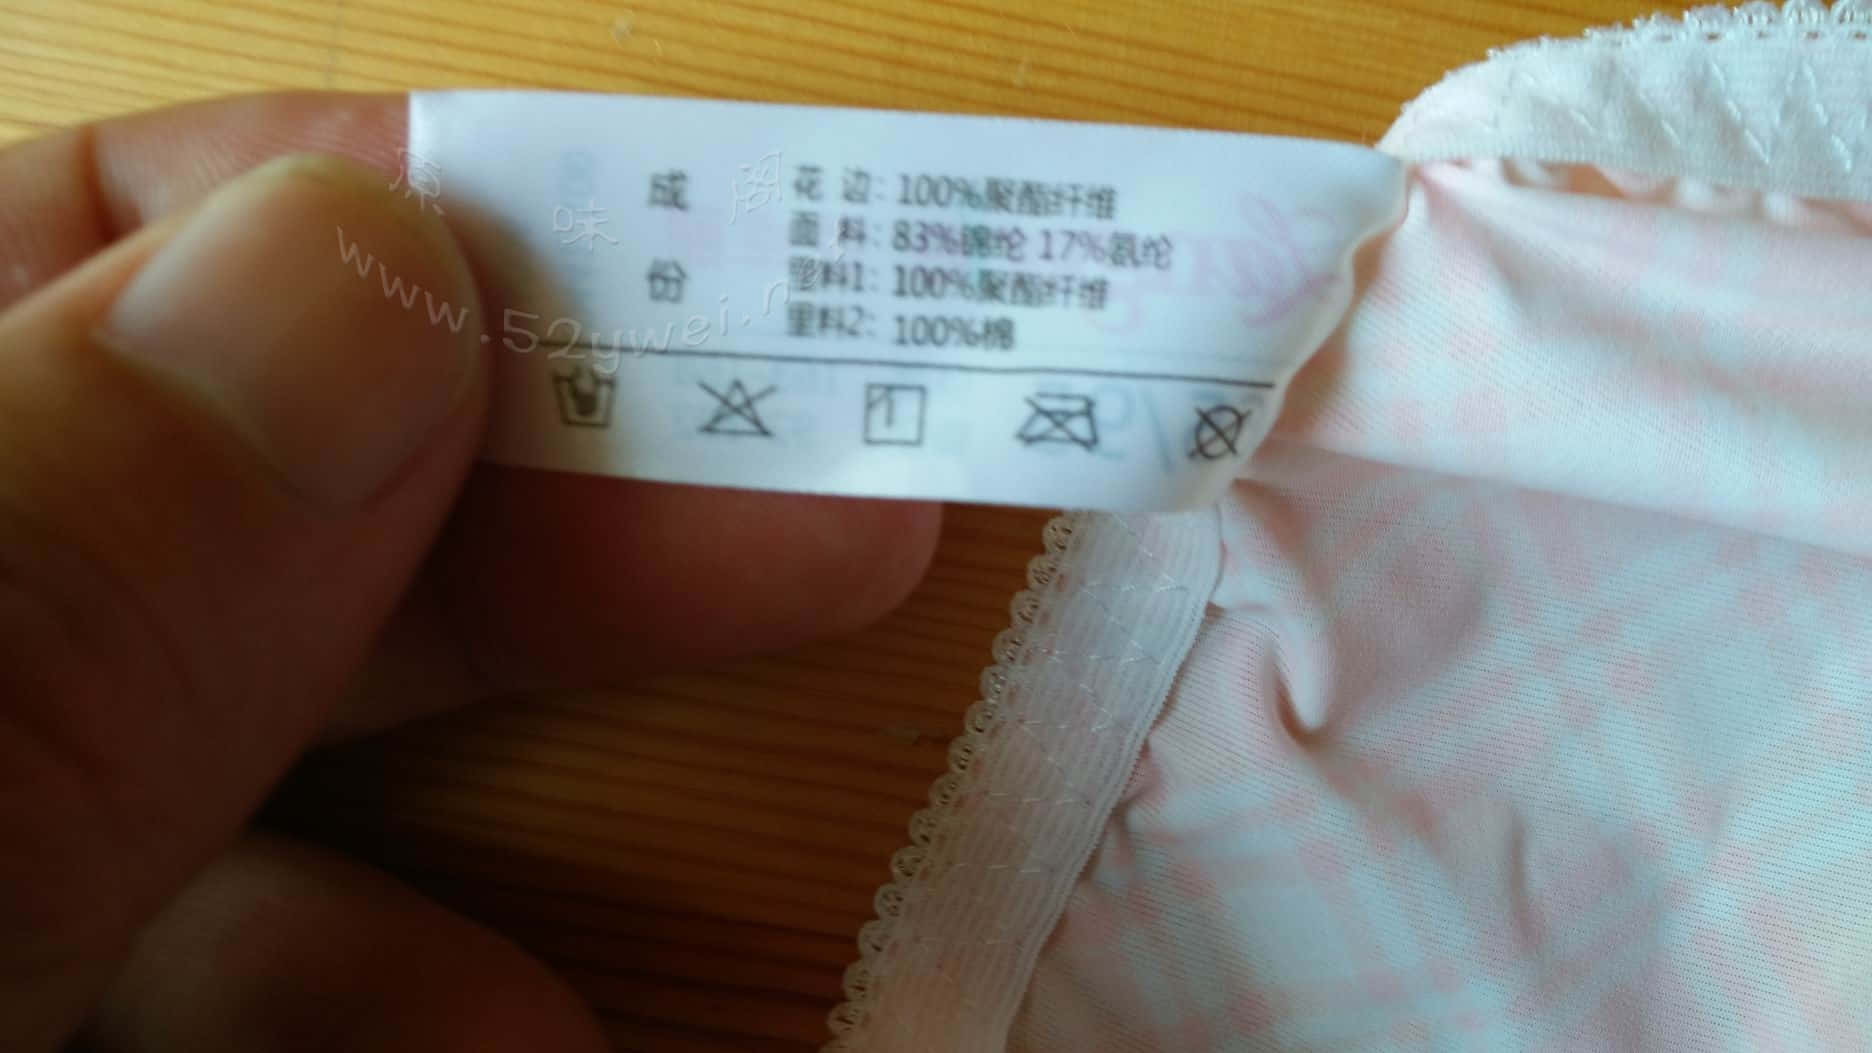 成份
花边：100%聚酯纤维
面料：83%锦纶 17%氨纶
里料1：100%聚酯纤维
里料2：100%棉
原味阁
www.52ywei.n